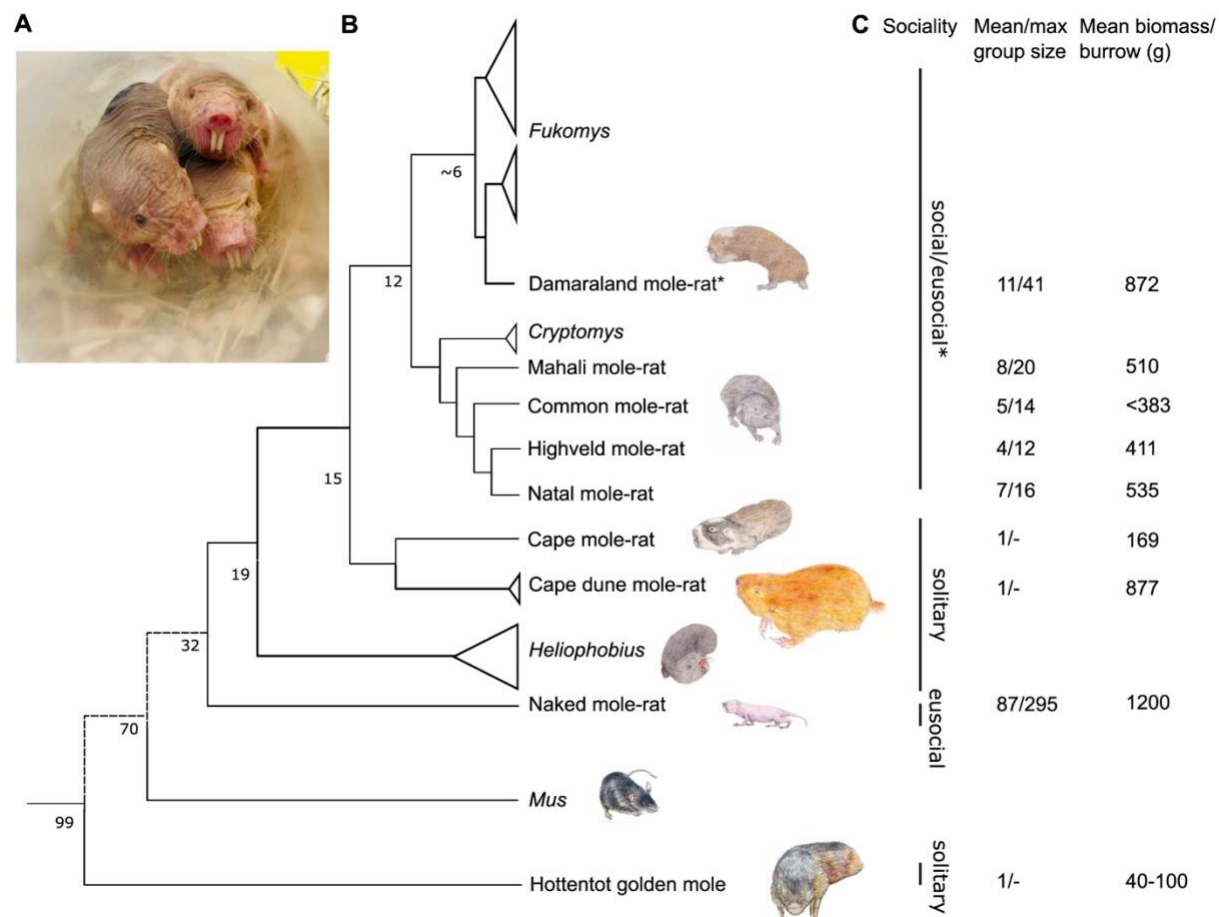 A
B
C Sociality Mean/max group size Mean biomass/ burrow (g)
Fukomys
~6
social/eusocial*
12
Damaraland mole-rat* 11/41 872
Cryptomys
Mahali mole-rat 8/20 510
Common mole-rat 5/14 <383
Highveld mole-rat 4/12 411
15
Natal mole-rat 7/16 535
Cape mole-rat 1/- 169
19
Cape dune mole-rat 1/- 877
solitary
32
Heliophobius
Naked mole-rat 87/295 1200
eusocial
70
Mus
99
Hottentot golden mole 1/- 40-100
solitary